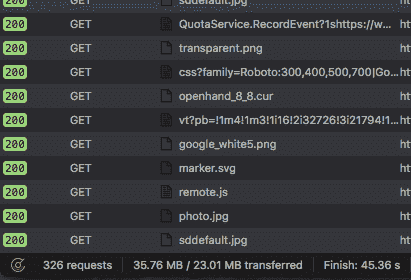 200 GET sddefault.jpg
200 GET QuotaService.RecordEvent?1shttps://w... ht
200 GET transparent.png ht
200 GET css?family=Roboto:300,400,500,700|Go... ht
200 GET openhand_8_8.cur ht
200 GET vt?pb=!1m4!1m3!1i16!2i32726!3i21794!1... ht
200 GET google_white5.png ht
200 GET marker.svg ht
200 GET remote.js ht
200 GET photo.jpg ht
200 GET sddefault.jpg ht
326 requests 35.76 MB / 23.01 MB transferred Finish: 45.36 s